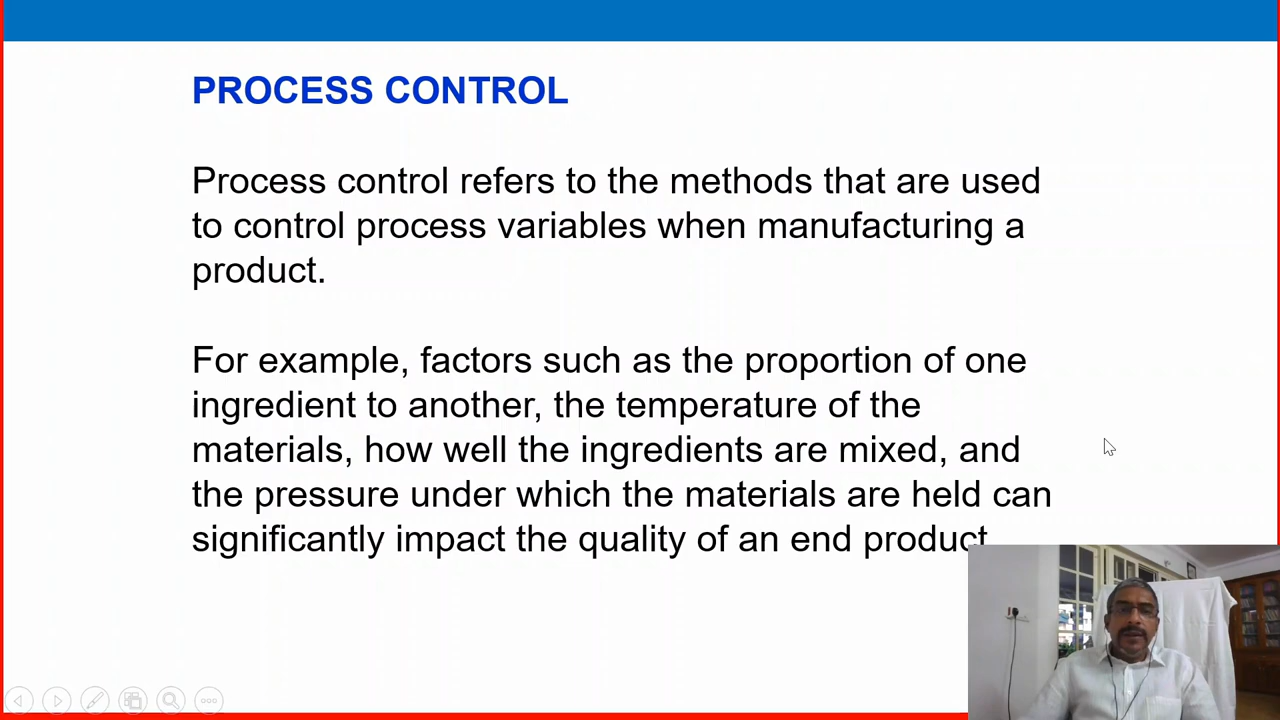 PROCESS CONTROL
Process control refers to the methods that are used
to control process variables when manufacturing a
product.
For example, factors such as the proportion of one
ingredient to another, the temperature of the
materials, how well the ingredients are mixed, and
the pressure under which the materials are held can
significantly impact the quality of an end product